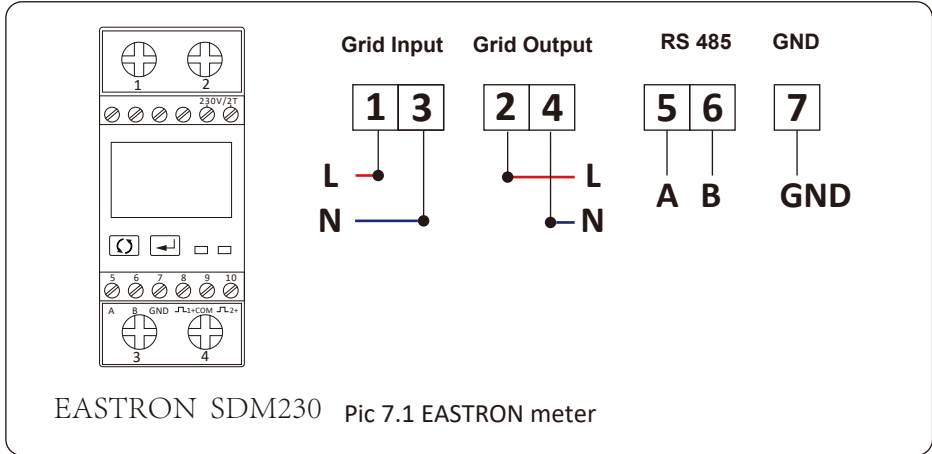 Grid Input Grid Output RS 485 GND
1 2
230V/2T
1 3 2 4 5 6 7
L L
A B GND
N N
5 6 7 8 9 10
A B GND ⎍1+COM ⎍2+
3 4
EASTRON SDM230 Pic 7.1 EASTRON meter